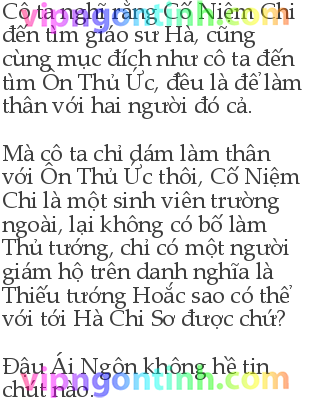 Cô ta nghĩ rằng Cố Niệm Chi
đến tìm giáo sư Hà, cũng
cùng mục đích như cô ta đến
tìm Ôn Thủ Ức, đều là để làm
thân với hai người đó cả.
Mà cô ta chỉ dám làm thân
với Ôn Thủ Ức thôi, Cố Niệm
Chi là một sinh viên trường
ngoài, lại không có bố làm
Thủ tướng, chỉ có một người
giám hộ trên danh nghĩa là
Thiếu tướng Hoắc sao có thể
với tới Hà Chi Sơ được chứ?
Đậu Ái Ngôn không hề tin
chút nào.
vipngontinh.com
vipngontinh.com